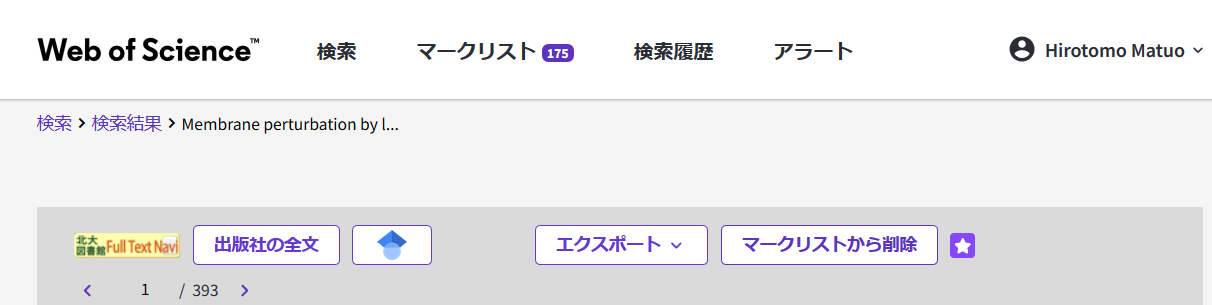 Web of Science™ 検索 マークリスト 175 検索履歴 アラート Hirotomo Matuo
検索 > 検索結果 > Membrane perturbation by l...
北大図書館 Full Text Navi 出版社の全文 エクスポート マークリストから削除
1 / 393